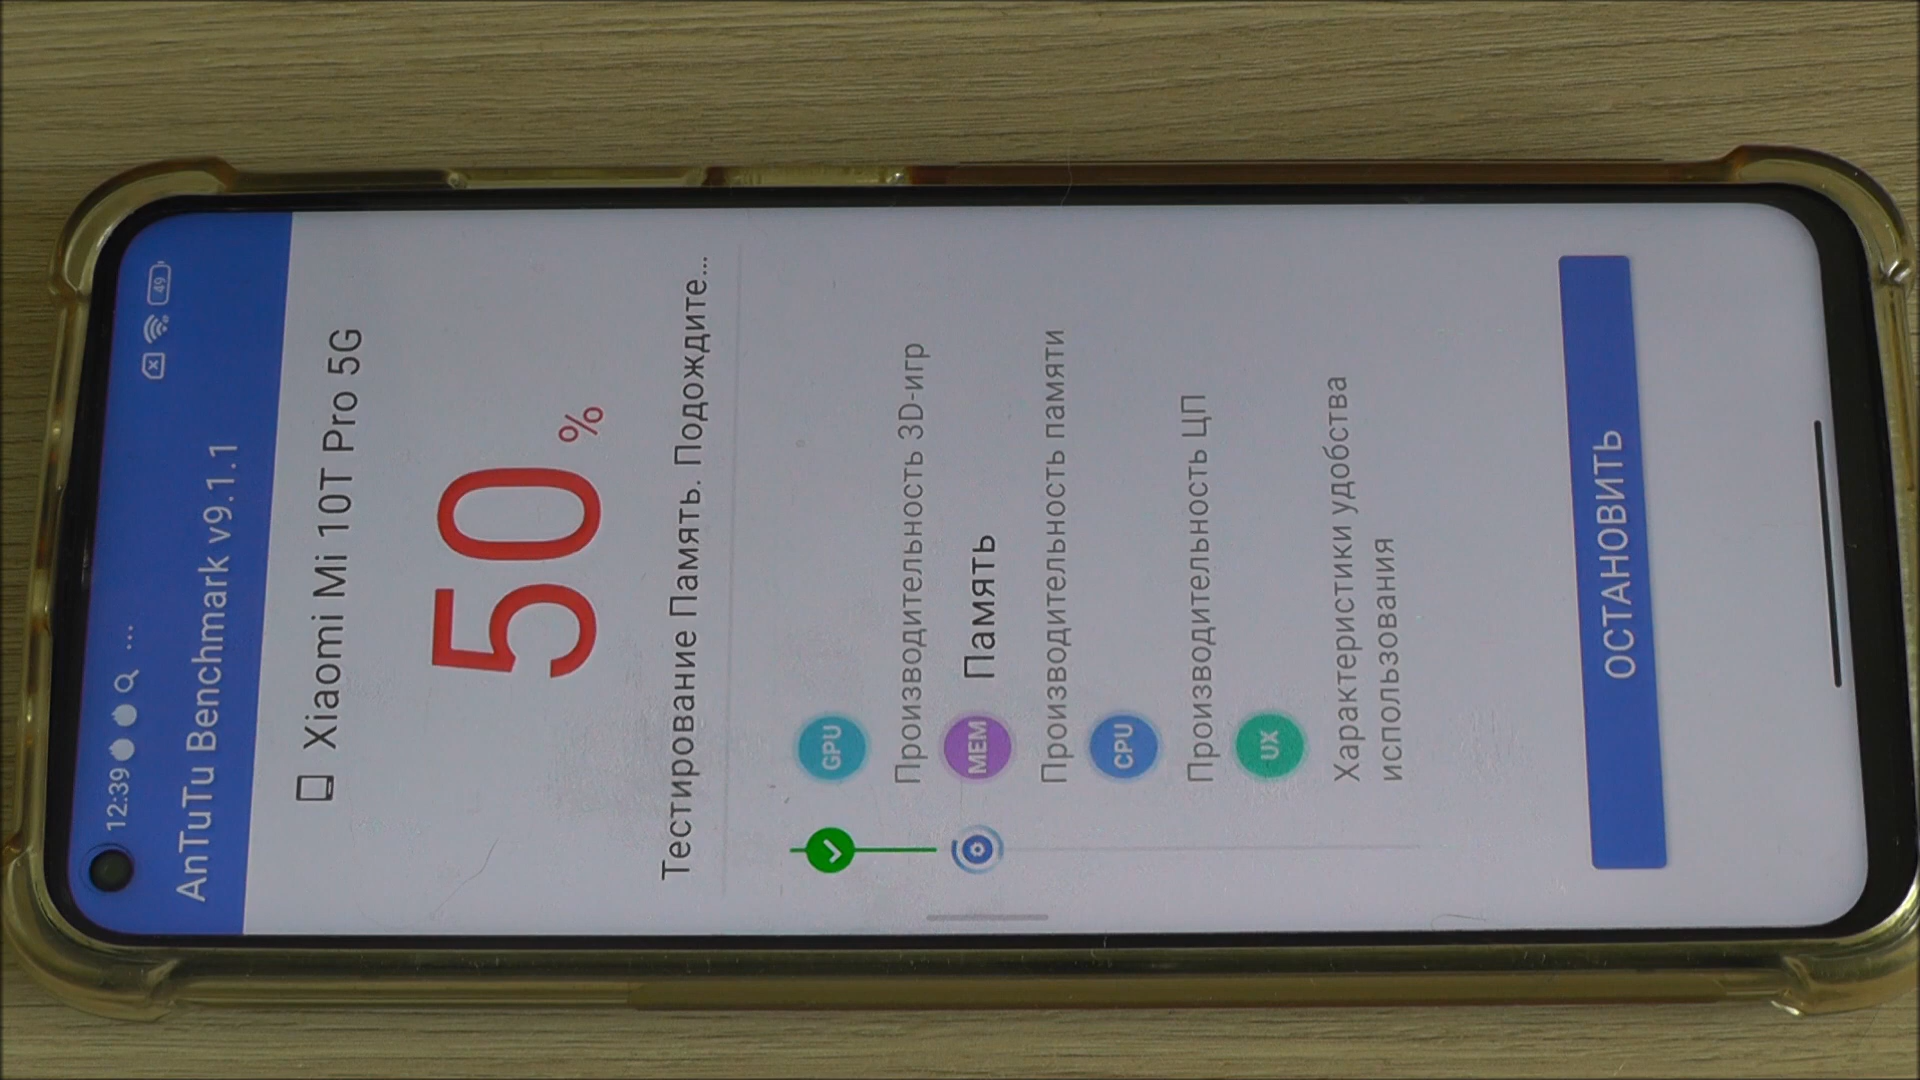 12:39 ...
49
AnTuTu Benchmark v9.1.1
Xiaomi Mi 10T Pro 5G
50 %
Тестирование Память. Подождите...
GPU
Производительность 3D-игр
MEM Память
Производительность памяти
CPU
Производительность ЦП
UX
Характеристики удобства
использования
ОСТАНОВИТЬ